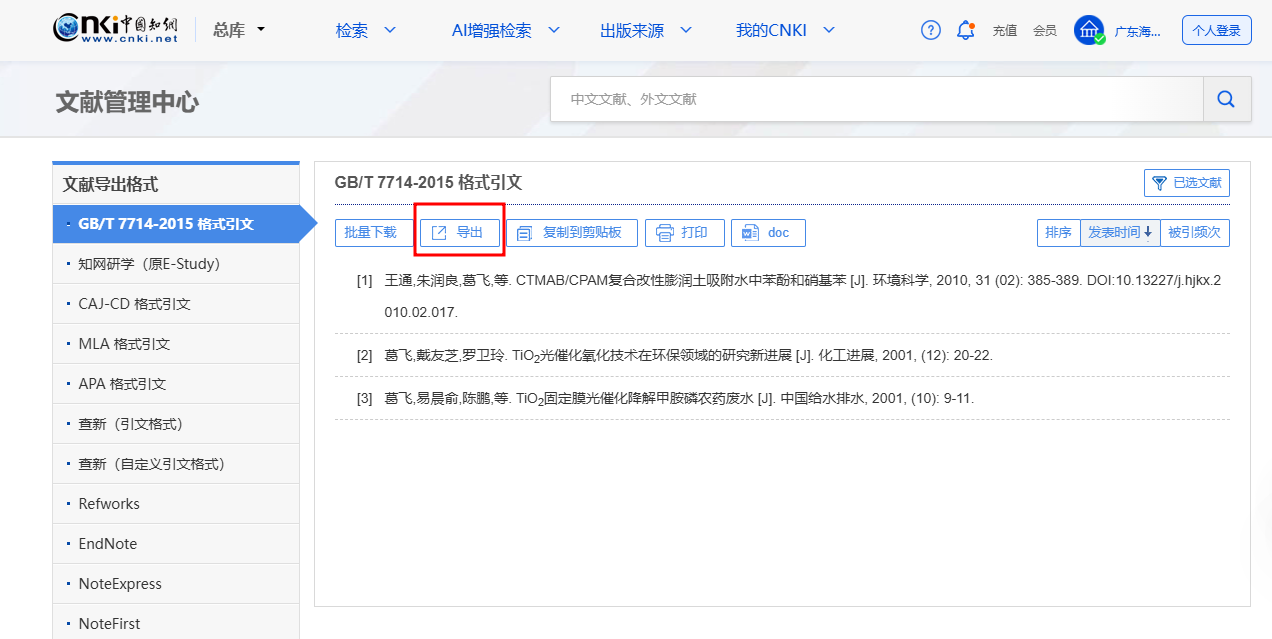 cnki中国知网
www.cnki.net
总库
检索
AI增强检索
出版来源
我的CNKI
充值
会员
广东海...
个人登录
文献管理中心
中文文献、外文文献
文献导出格式
· GB/T 7714-2015 格式引文
· 知网研学（原E-Study）
· CAJ-CD 格式引文
· MLA 格式引文
· APA 格式引文
· 查新（引文格式）
· 查新（自定义引文格式）
· Refworks
· EndNote
· NoteExpress
· NoteFirst
GB/T 7714-2015 格式引文
已选文献
批量下载
导出
复制到剪贴板
打印
doc
排序
发表时间↓
被引频次
[1] 王通,朱润良,葛飞,等. CTMAB/CPAM复合改性膨润土吸附水中苯酚和硝基苯 [J]. 环境科学, 2010, 31 (02): 385-389. DOI:10.13227/j.hjkx.2
010.02.017.
[2] 葛飞,戴友芝,罗卫玲. TiO2光催化氧化技术在环保领域的研究新进展 [J]. 化工进展, 2001, (12): 20-22.
[3] 葛飞,易晨俞,陈鹏,等. TiO2固定膜光催化降解甲胺磷农药废水 [J]. 中国给水排水, 2001, (10): 9-11.